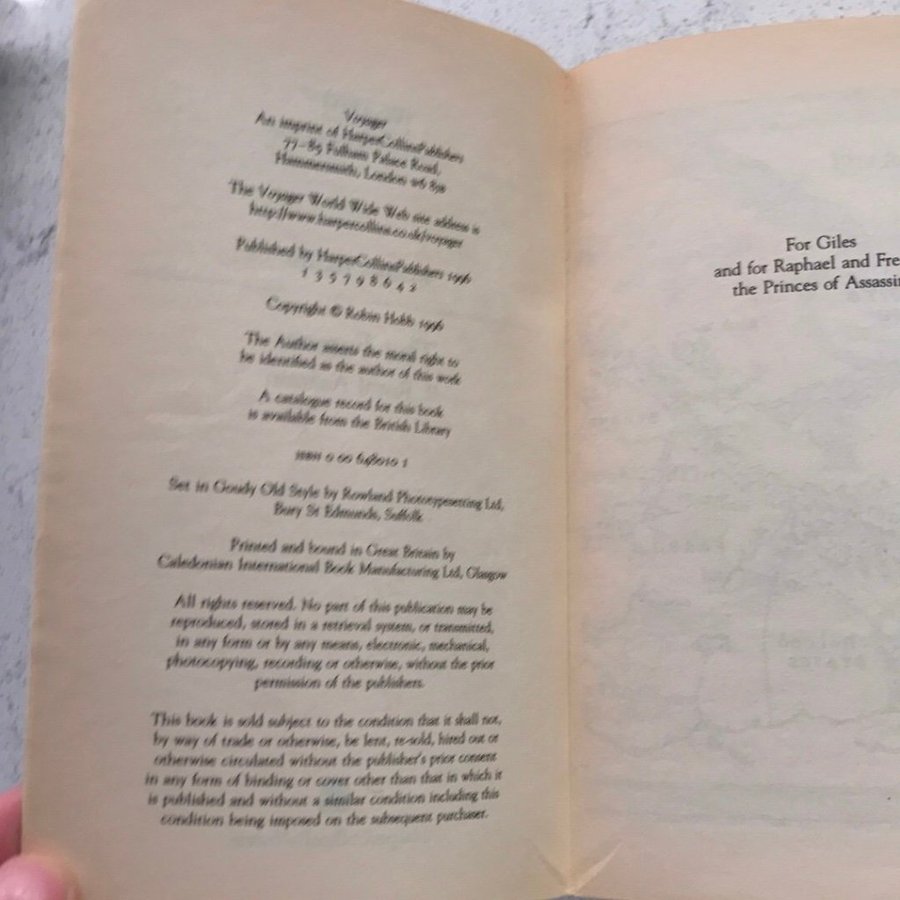 Voyager
An imprint of HarperCollinsPublishers
77–85 Fulham Palace Road,
Hammersmith, London w6 8jb
The Voyager World Wide Web site address is
http://www.harpercollins.co.uk/voyager
Published by HarperCollinsPublishers 1996
1 3 5 7 9 8 6 4 2
Copyright © Robin Hobb 1996
The Author asserts the moral right to
be identified as the author of this work
A catalogue record for this book
is available from the British Library
ISBN 0 00
Set in Goudy Old Style by Rowland Phototypesetting Ltd,
Bury St Edmunds, Suffolk
Printed and bound in Great Britain by
Caledonian International Book Manufacturing Ltd, Glasgow
All rights reserved. No part of this publication may be
reproduced, stored in a retrieval system, or transmitted,
in any form or by any means, electronic, mechanical,
photocopying, recording or otherwise, without the prior
permission of the publishers.
This book is sold subject to the condition that it shall not,
by way of trade or otherwise, be lent, re-sold, hired out or
otherwise circulated without the publisher's prior consent
in any form of binding or cover other than that in which it
is published and without a similar condition including this
condition being imposed on the subsequent purchaser.
For Giles
and for Raphael and Fre
the Princes of Assassin